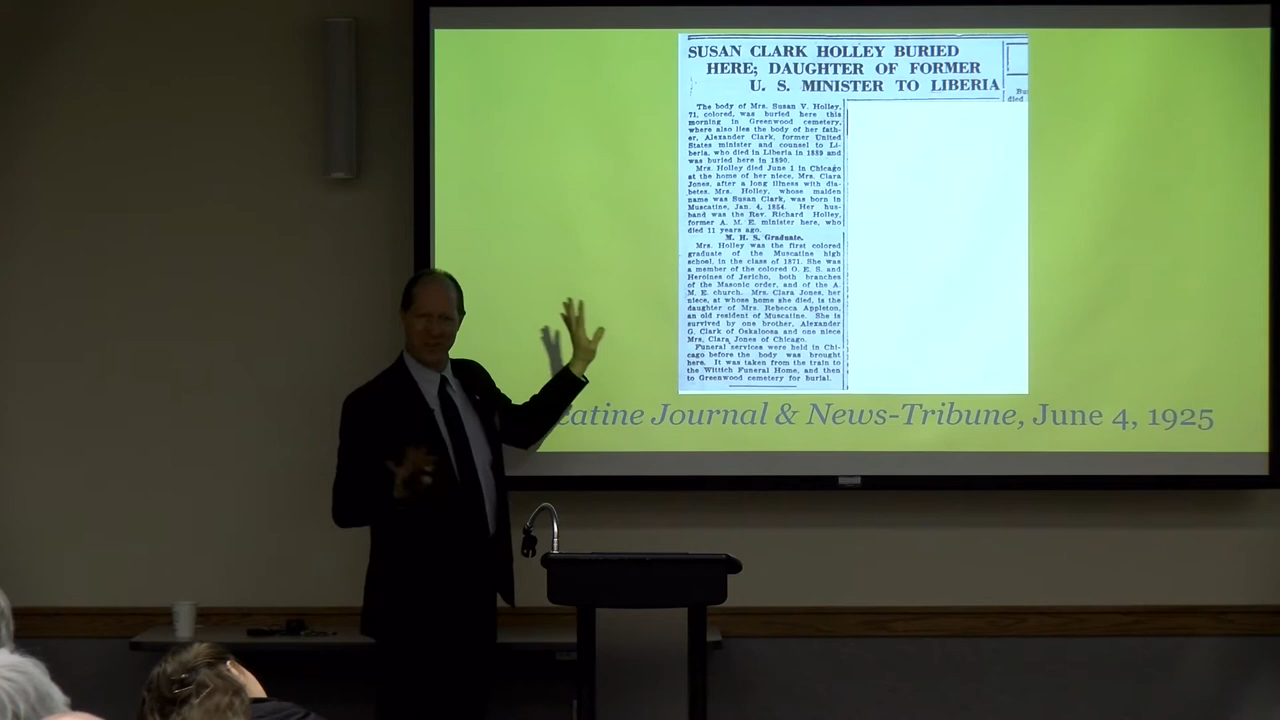 SUSAN CLARK HOLLEY BURIED
HERE; DAUGHTER OF FORMER
U. S. MINISTER TO LIBERIA
The body of Mrs. Susan V. Holley,
71, colored, was buried here this
morning in Greenwood cemetery,
where also lies the body of her fath-
er, Alexander Clark, former United
States minister and counsel to Li-
beria, who died in Liberia in 1889 and
was buried here in 1890.
Mrs. Holley died June 1 in Chicago
at the home of her niece, Mrs. Clara
Jones, after a long illness with dia-
betes. Mrs. Holley, whose maiden
name was Susan Clark, was born in
Muscatine, Jan. 4, 1854. Her hus-
band was the Rev. Richard Holley,
former A. M. E. minister here, who
died 11 years ago.
M. H. S. Graduate.
Mrs. Holley was the first colored
graduate of the Muscatine high
school, in the class of 1871. She was
a member of the colored O. E. S. and
Heroines of Jericho, both branches
of the Masonic order, and of the A.
M. E. church. Mrs. Clara Jones, her
niece, at whose home she died, is the
daughter of Mrs. Rebecca Appleton,
an old resident of Muscatine. She is
survived by one brother, Alexander
G. Clark of Oskaloosa and one niece
Mrs. Clara Jones of Chicago.
Funeral services were held in Chi-
cago before the body was brought
here. It was taken from the train to
the Wittich Funeral Home, and then
to Greenwood cemetery for burial.
Bu
died
catine Journal & News-Tribune, June 4, 1925